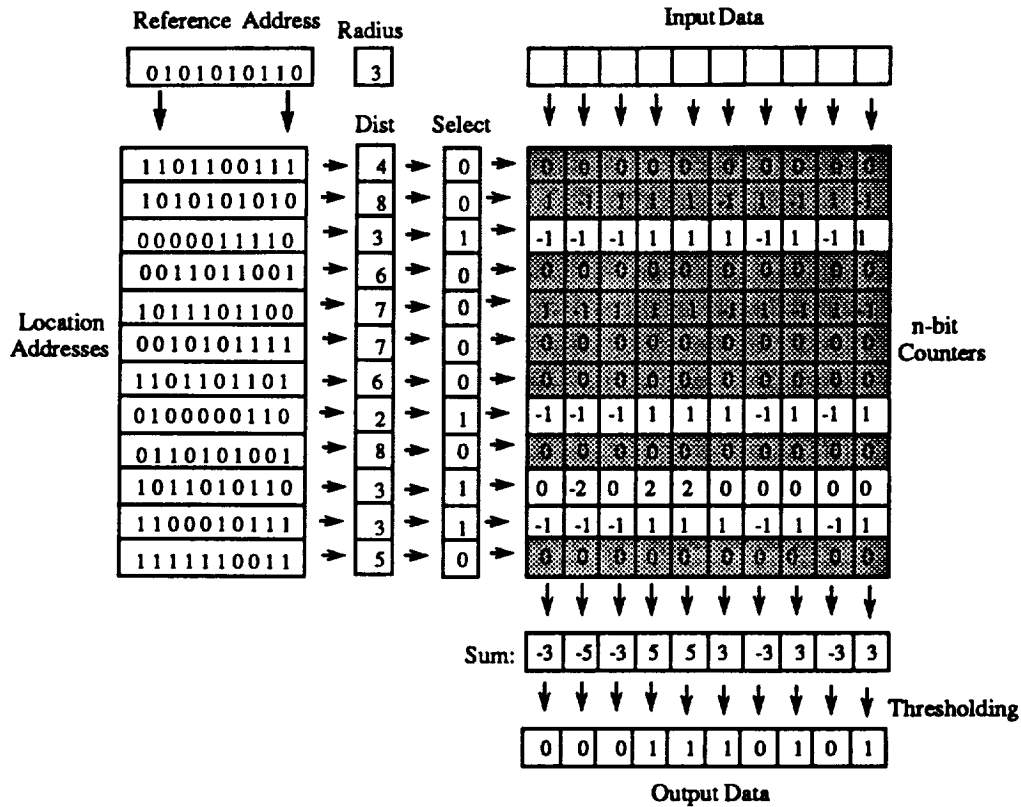 Reference Address Radius Input Data
0101010110 3
Dist Select
1101100111 4 0 0 0 0 0 0 0 0 0 0 0
1010101010 8 0 1 -1 1 1 1 -1 1 -1 1 -1
0000011110 3 1 -1 -1 -1 1 1 1 -1 1 -1 1
0011011001 6 0 0 0 0 0 0 0 0 0 0 0
1011101100 7 0 1 -1 1 1 1 -1 1 -1 1 -1
0010101111 7 0 0 0 0 0 0 0 0 0 0 0
1101101101 6 0 0 0 0 0 0 0 0 0 0 0
0100000110 2 1 -1 -1 -1 1 1 1 -1 1 -1 1
0110101001 8 0 0 0 0 0 0 0 0 0 0 0
1011010110 3 1 0 -2 0 2 2 0 0 0 0 0
1100010111 3 1 -1 -1 -1 1 1 1 -1 1 -1 1
1111110011 5 0 0 0 0 0 0 0 0 0 0 0
Location
Addresses
n-bit
Counters
Sum: -3 -5 -3 5 5 3 -3 3 -3 3
Thresholding
0 0 0 1 1 1 0 1 0 1
Output Data